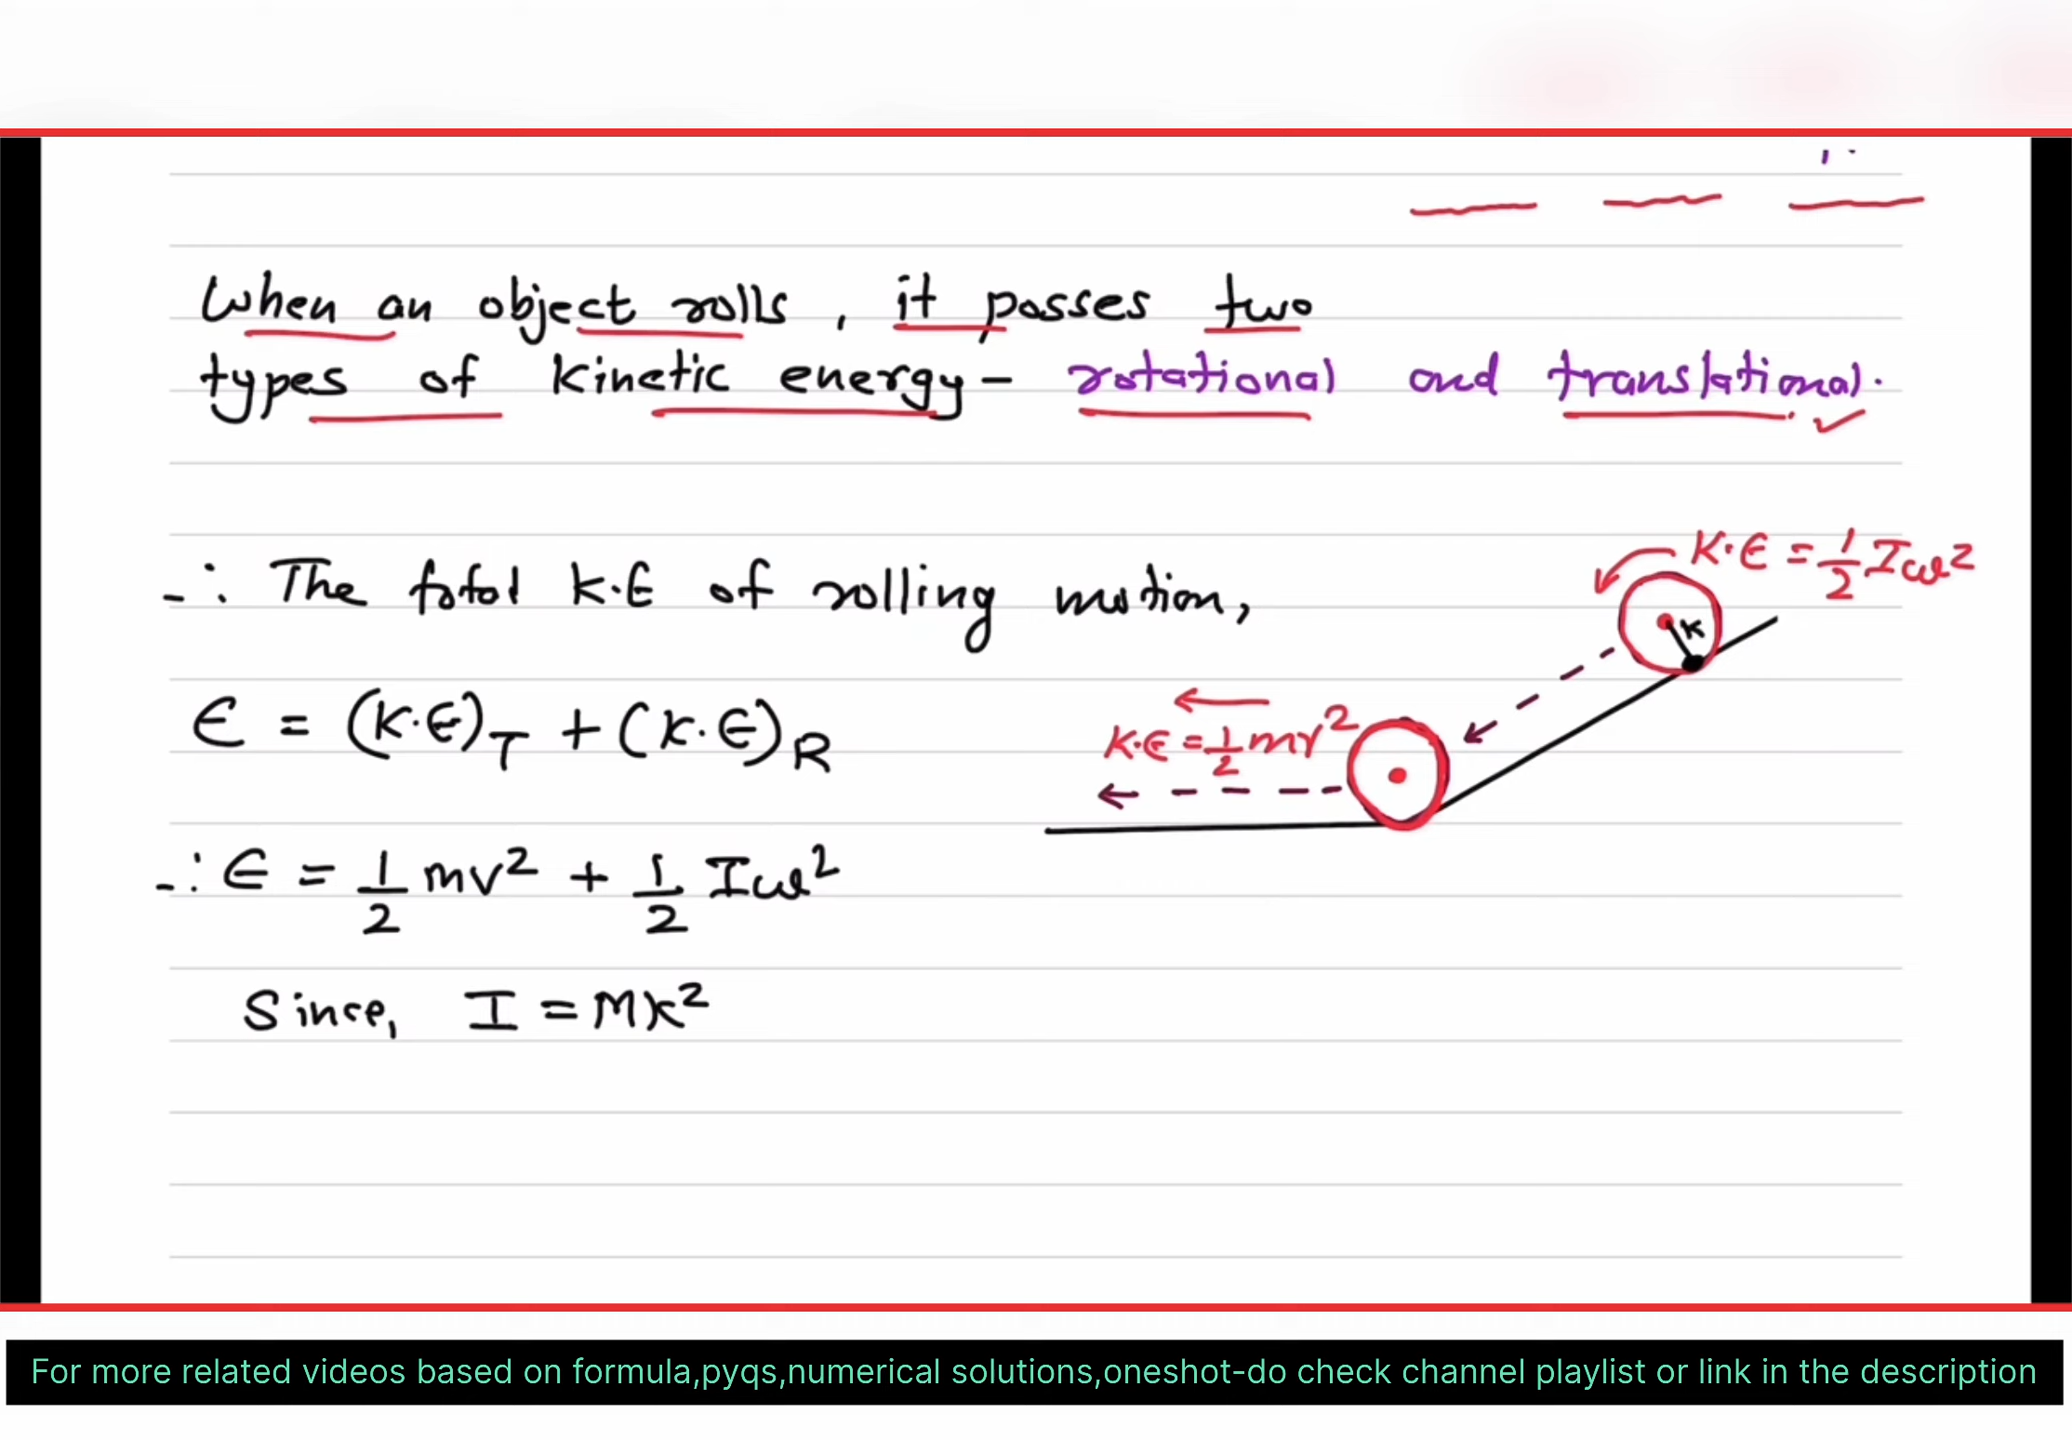 When an object rolls, it posses two
types of kinetic energy- rotational and translational.
∴ The total K.E of rolling motion,
K.E = 1/2 Iω²
K
E = (K.E)T + (K.E)R
K.E = 1/2 mv²
∴ E = 1/2 mv² + 1/2 Iω²
Since, I = MK²
For more related videos based on formula,pyqs,numerical solutions,oneshot-do check channel playlist or link in the description